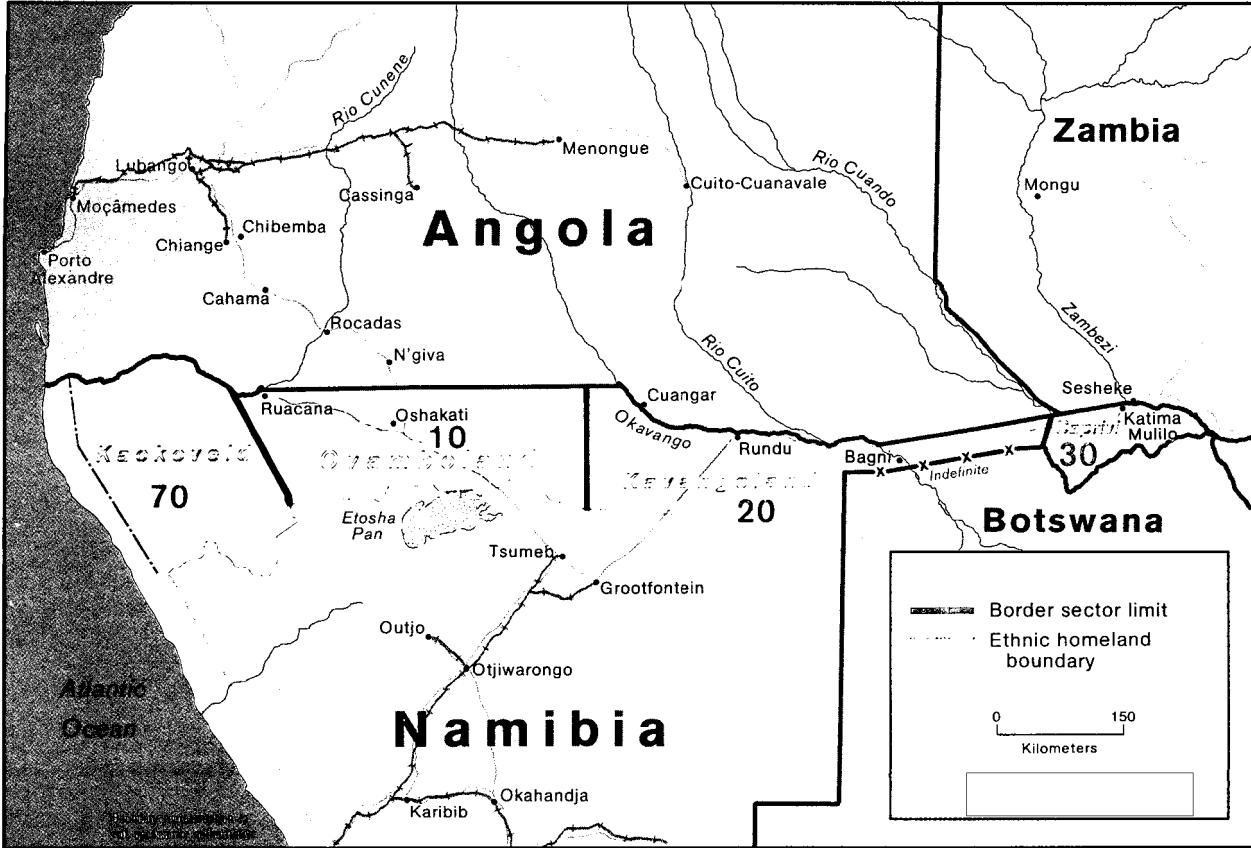 Rio Cunene
Zambia
Menongue
Lubango
Rio Cuando
Cassinga
Cuito-Cuanavale
Mongu
Moçâmedes
Angola
Chibemba
Chiange
Porto
Alexandre
Cahama
Rocadas
Zambezi
N'giva
Rio Cuito
Sesheke
Ruacana
Cuangar
Oshakati
Okavango
Katima
Mulilo
10
Rundu
Caprivi
30
Kaokoveld
Ovamboland
Bagni
Indefinite
Kavangoland
70
20
Etosha
Pan
Botswana
Tsumeb
Grootfontein
Border sector limit
Outjo
Ethnic homeland
boundary
Otjiwarongo
Atlantic
Ocean
Namibia
0 150
Kilometers
Karibib
Okahandja